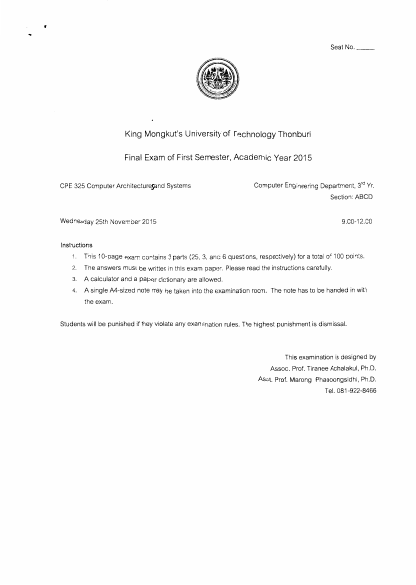 Seat No. _____
King Mongkut's University of Technology Thonburi
Final Exam of First Semester, Academic Year 2015
CPE 325 Computer Architecture and Systems
Computer Engineering Department, 3rd Yr.
Section: ABCD
Wednesday 25th November 2015
9.00-12.00
Instructions
1. This 10-page exam contains 3 parts (25, 3, and 6 questions, respectively) for a total of 100 points.
2. The answers must be written in this exam paper. Please read the instructions carefully.
3. A calculator and a paper dictionary are allowed.
4. A single A4-sized note may be taken into the examination room. The note has to be handed in with
the exam.
Students will be punished if they violate any examination rules. The highest punishment is dismissal.
This examination is designed by
Assoc. Prof. Tiranee Achalakul, Ph.D.
Asst. Prof. Marong Phadoongsidhi, Ph.D.
Tel. 081-922-8466